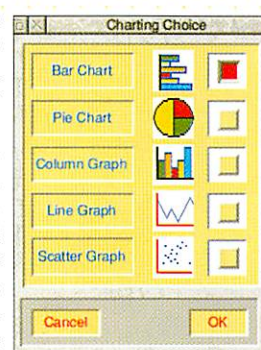 Charting Choice
Bar Chart
Pie Chart
Column Graph
Line Graph
Scatter Graph
Cancel
OK